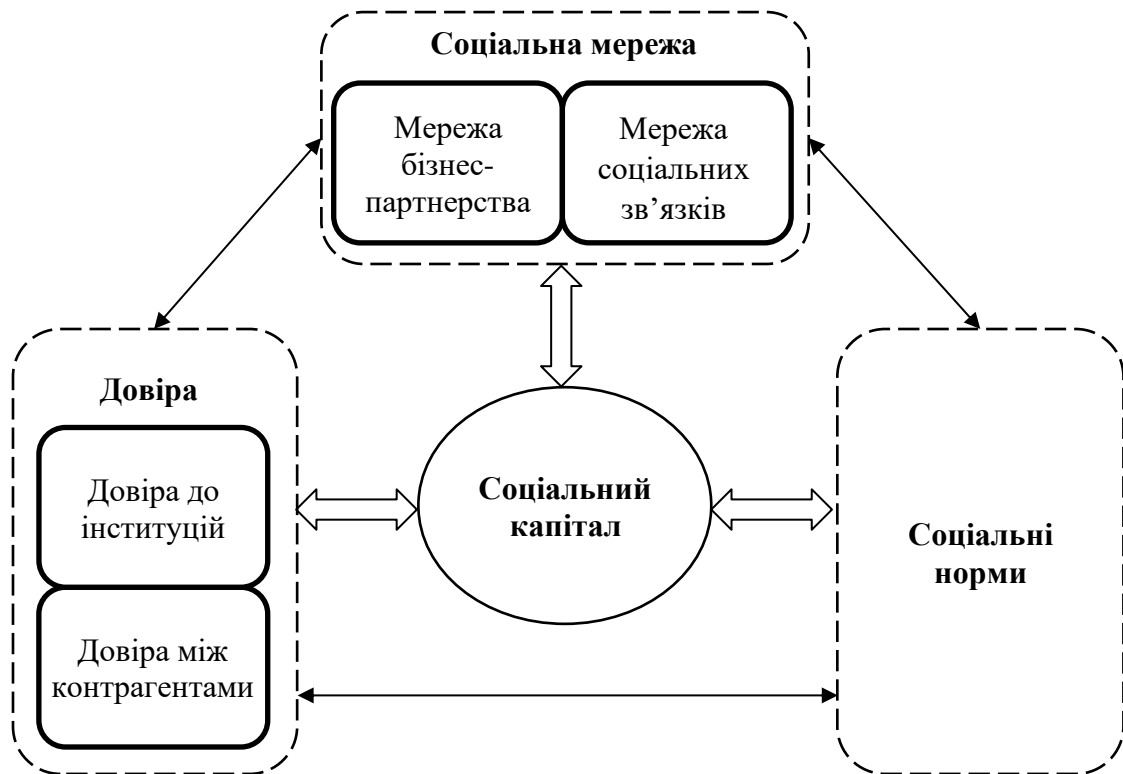 Соціальна мережа
Мережа
бізнес-
партнерства
Мережа
соціальних
зв’язків
Довіра
Довіра до
інституцій
Довіра між
контрагентами
Соціальний
капітал
Соціальні
норми